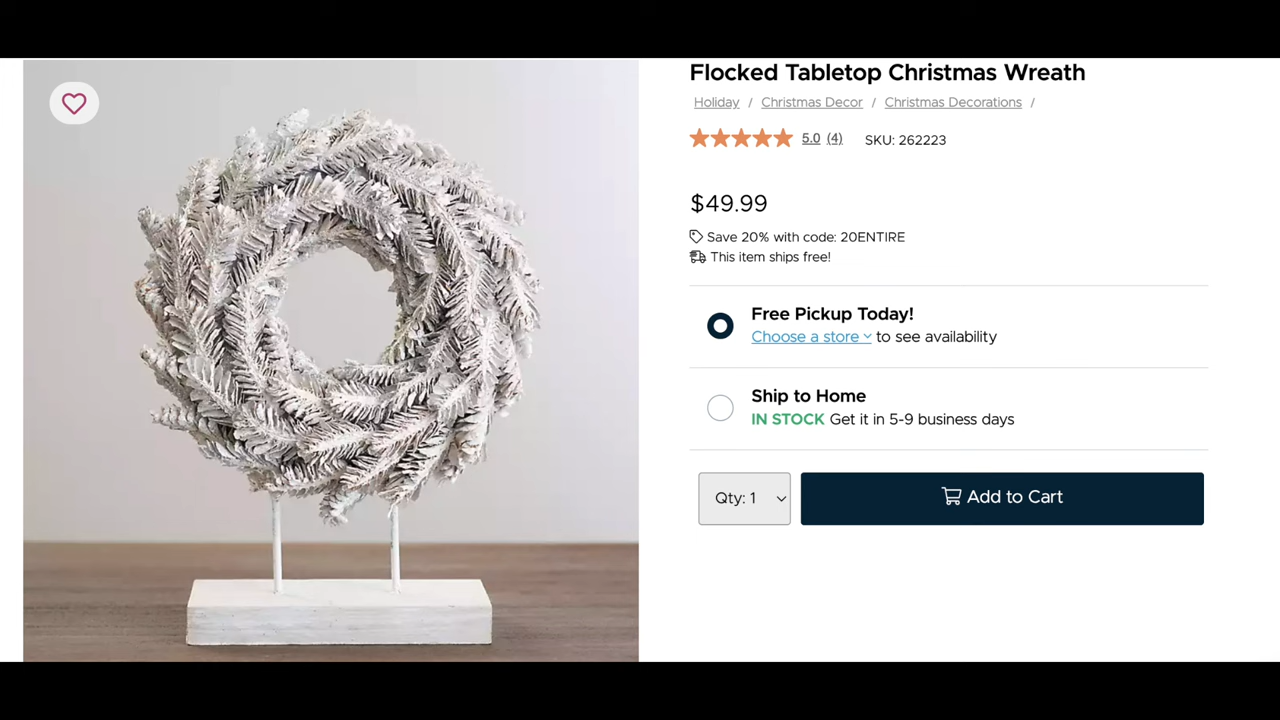 Flocked Tabletop Christmas Wreath
Holiday / Christmas Decor / Christmas Decorations /
5.0 (4) SKU: 262223
$49.99
Save 20% with code: 20ENTIRE
This item ships free!
Free Pickup Today!
Choose a store to see availability
Ship to Home
IN STOCK Get it in 5-9 business days
Qty: 1
Add to Cart